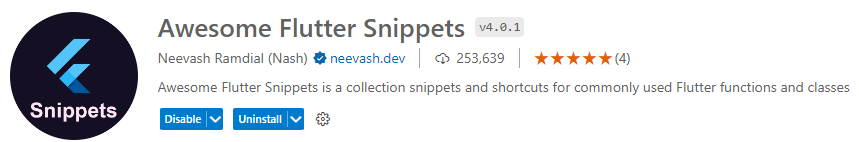 Awesome Flutter Snippets v4.0.1
Neevash Ramdial (Nash) neevash.dev 253,639 (4)
Awesome Flutter Snippets is a collection snippets and shortcuts for commonly used Flutter functions and classes
Snippets
Disable Uninstall